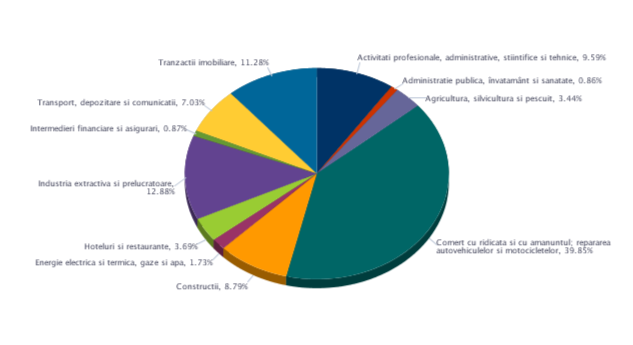 Tranzactii imobiliare, 11.28%
Activitati profesionale, administrative, stiintifice si tehnice, 9.59%
Administratie publica, învatamânt si sanatate, 0.86%
Agricultura, silvicultura si pescuit, 3.44%
Transport, depozitare si comunicatii, 7.03%
Intermedieri financiare si asigurari, 0.87%
Industria extractiva si prelucratoare,
12.88%
Comert cu ridicata si cu amanuntul; repararea
autovehiculelor si motocicletelor, 39.85%
Hoteluri si restaurante, 3.69%
Energie electrica si termica, gaze si apa, 1.73%
Constructii, 8.79%